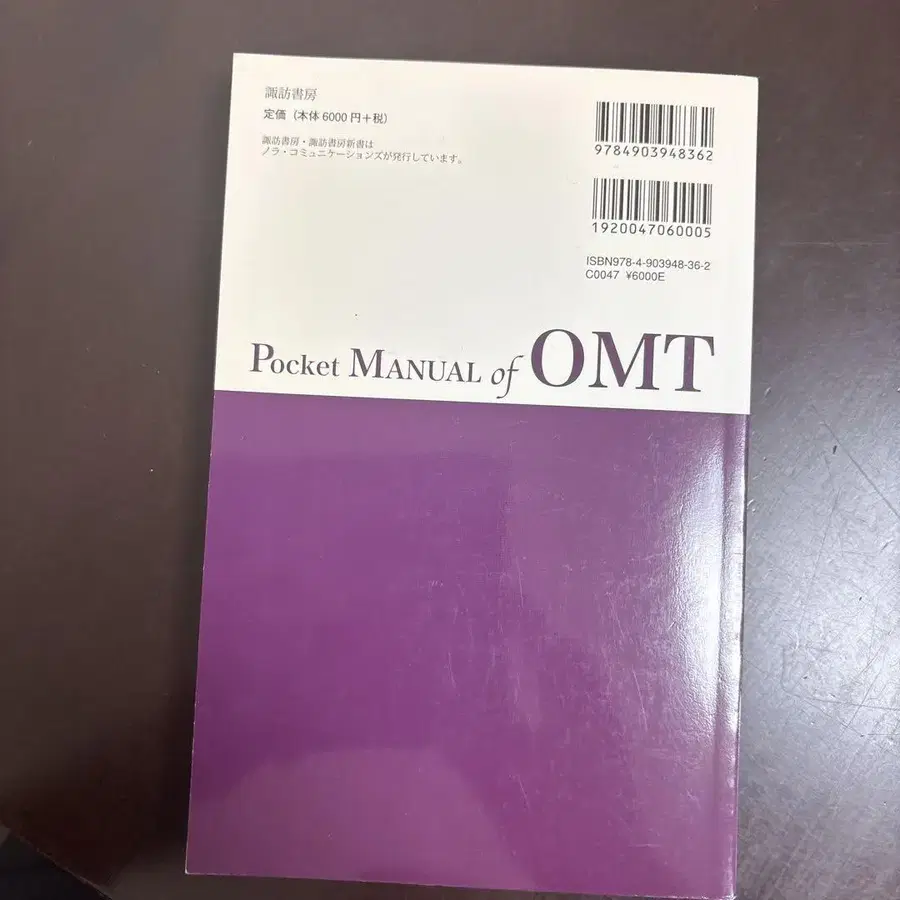 諏訪書房
定価（本体6000円＋税）
諏訪書房・諏訪書房新書は
ノラ・コミュニケーションズが発行しています。
9784903948362
1920047060005
ISBN978-4-903948-36-2
C0047 ¥6000E
Pocket MANUAL of OMT